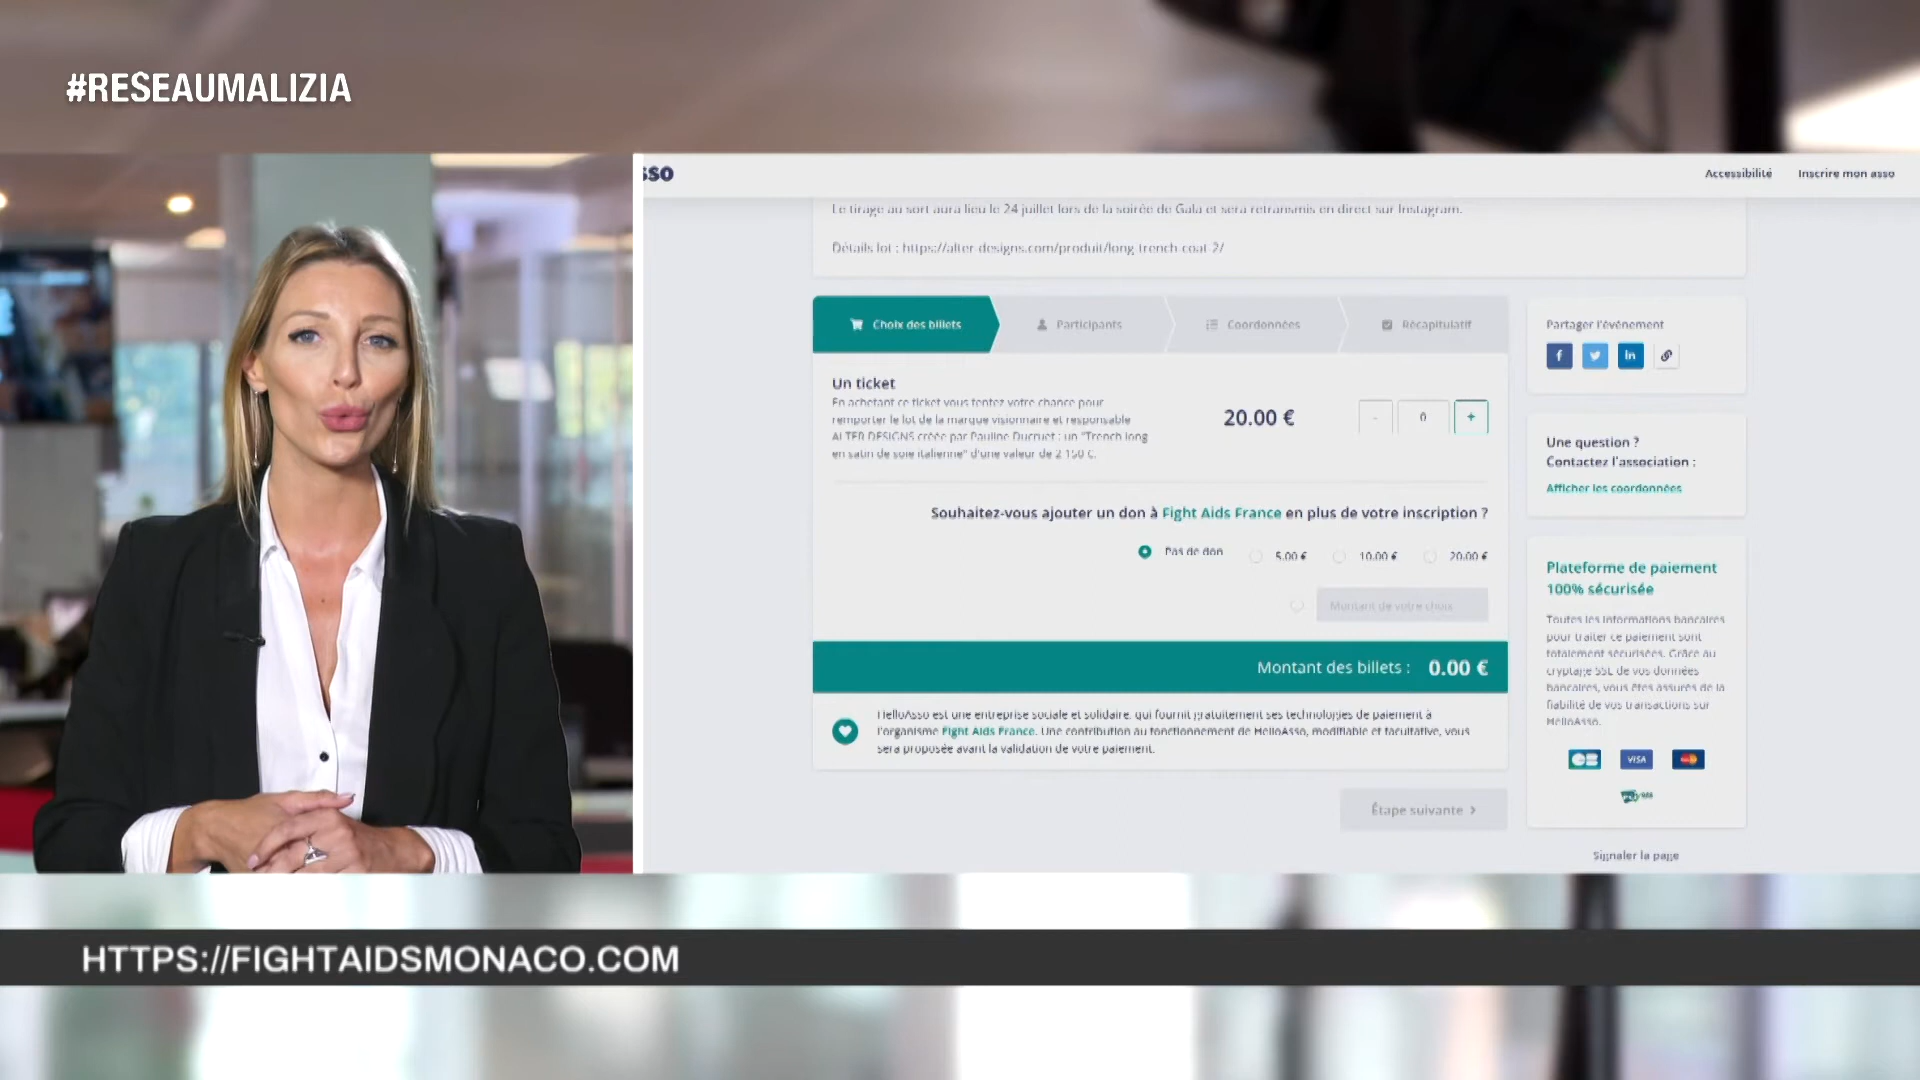 #RESEAUMALIZIA
SSO
Accessibilité
Inscrire mon asso
Le tirage au sort aura lieu le 24 juillet lors de la soirée de Gala et sera retransmis en direct sur Instagram.
Détails lot : https://alter-designs.com/produit/long-trench-coat-2/
Choix des billets
Participants
Coordonnées
Récapitulatif
Un ticket
En achetant ce ticket vous tentez votre chance pour
remporter le lot de la marque visionnaire et responsable
ALTER DESIGNS créée par Pauline Ducruet : un "Trench long
en satin de soie italienne" d'une valeur de 2 150 €.
20.00 €
-
0
+
Souhaitez-vous ajouter un don à Fight Aids France en plus de votre inscription ?
Pas de don
5.00 €
10.00 €
20.00 €
Montant de votre choix
Montant des billets : 0.00 €
HelloAsso est une entreprise sociale et solidaire, qui fournit gratuitement ses technologies de paiement à
l'organisme Fight Aids France. Une contribution au fonctionnement de HelloAsso, modifiable et facultative, vous
sera proposée avant la validation de votre paiement.
Étape suivante >
Partager l'événement
Une question ?
Contactez l'association :
Afficher les coordonnées
Plateforme de paiement
100% sécurisée
Toutes les informations bancaires
pour traiter ce paiement sont
totalement sécurisées. Grâce au
cryptage SSL de vos données
bancaires, vous êtes assurés de la
fiabilité de vos transactions sur
HelloAsso.
VISA
Signaler la page
HTTPS://FIGHTAIDSMONACO.COM